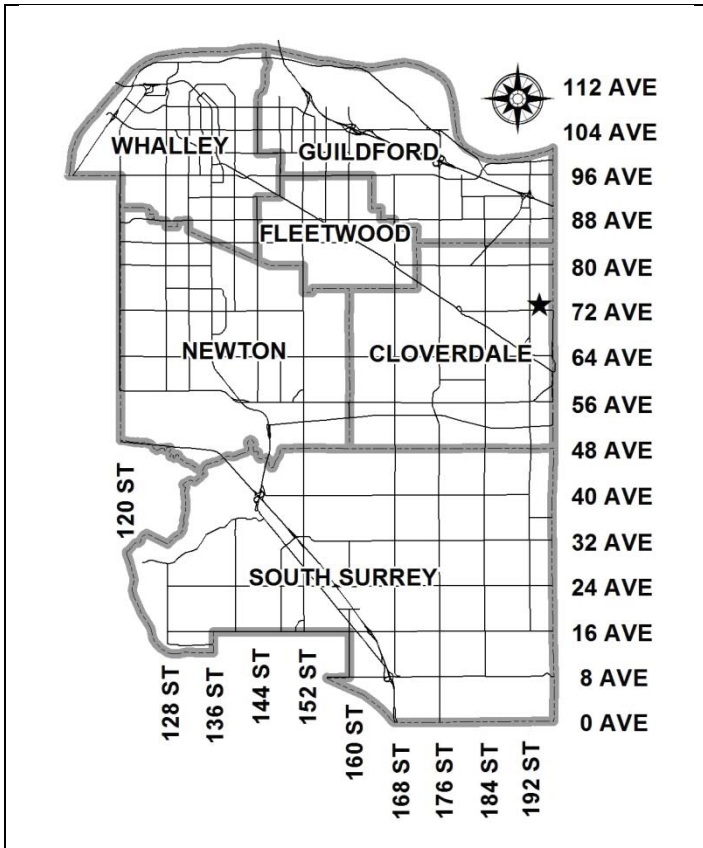 112 AVE
104 AVE
WHALLEY
GUILDFORD
96 AVE
88 AVE
FLEETWOOD
80 AVE
72 AVE
NEWTON
CLOVERDALE
64 AVE
56 AVE
48 AVE
120 ST
40 AVE
32 AVE
SOUTH SURREY
24 AVE
16 AVE
8 AVE
0 AVE
128 ST
136 ST
144 ST
152 ST
160 ST
168 ST
176 ST
184 ST
192 ST